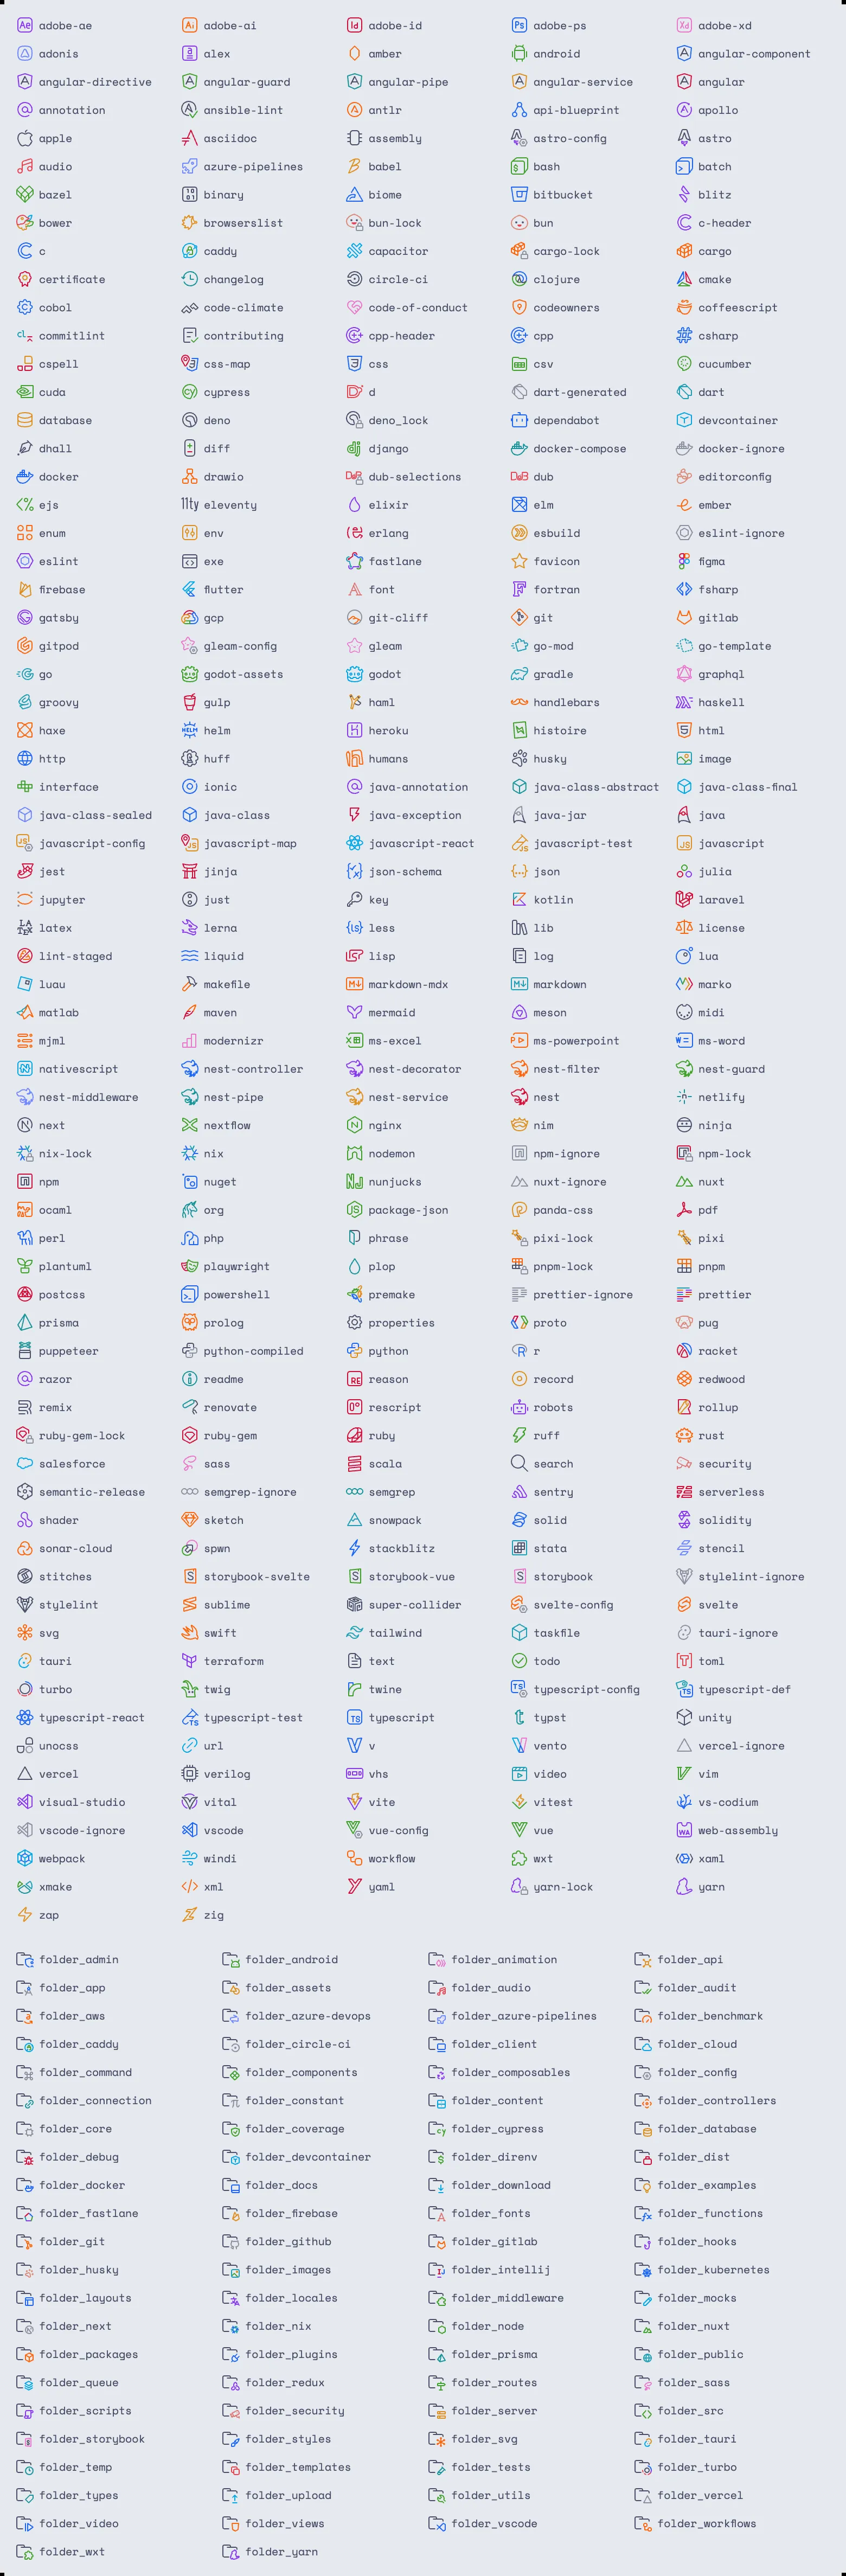 adobe-ae adobe-ai adobe-id adobe-ps adobe-xd
adonis alex amber android angular-component
angular-directive angular-guard angular-pipe angular-service angular
annotation ansible-lint antlr api-blueprint apollo
apple asciidoc assembly astro-config astro
audio azure-pipelines babel bash batch
bazel binary biome bitbucket blitz
bower browserslist bun-lock bun c-header
c caddy capacitor cargo-lock cargo
certificate changelog circle-ci clojure cmake
cobol code-climate code-of-conduct codeowners coffeescript
commitlint contributing cpp-header cpp csharp
cspell css-map css csv cucumber
cuda cypress d dart-generated dart
database deno deno_lock dependabot devcontainer
dhall diff django docker-compose docker-ignore
docker drawio dub-selections dub editorconfig
ejs eleventy elixir elm ember
enum env erlang esbuild eslint-ignore
eslint exe fastlane favicon figma
firebase flutter font fortran fsharp
gatsby gcp git-cliff git gitlab
gitpod gleam-config gleam go-mod go-template
go godot-assets godot gradle graphql
groovy gulp haml handlebars haskell
haxe helm heroku histoire html
http huff humans husky image
interface ionic java-annotation java-class-abstract java-class-final
java-class-sealed java-class java-exception java-jar java
javascript-config javascript-map javascript-react javascript-test javascript
jest jinja json-schema json julia
jupyter just key kotlin laravel
latex lerna less lib license
lint-staged liquid lisp log lua
luau makefile markdown-mdx markdown marko
matlab maven mermaid meson midi
mjml modernizr ms-excel ms-powerpoint ms-word
nativescript nest-controller nest-decorator nest-filter nest-guard
nest-middleware nest-pipe nest-service nest netlify
next nextflow nginx nim ninja
nix-lock nix nodemon npm-ignore npm-lock
npm nuget nunjucks nuxt-ignore nuxt
ocaml org package-json panda-css pdf
perl php phrase pixi-lock pixi
plantuml playwright plop pnpm-lock pnpm
postcss powershell premake prettier-ignore prettier
prisma prolog properties proto pug
puppeteer python-compiled python r racket
razor readme reason record redwood
remix renovate rescript robots rollup
ruby-gem-lock ruby-gem ruby ruff rust
salesforce sass scala search security
semantic-release semgrep-ignore semgrep sentry serverless
shader sketch snowpack solid solidity
sonar-cloud spwn stackblitz stata stencil
stitches storybook-svelte storybook-vue storybook stylelint-ignore
stylelint sublime super-collider svelte-config svelte
svg swift tailwind taskfile tauri-ignore
tauri terraform text todo toml
turbo twig twine typescript-config typescript-def
typescript-react typescript-test typescript typst unity
unocss url v vento vercel-ignore
vercel verilog vhs video vim
visual-studio vital vite vitest vs-codium
vscode-ignore vscode vue-config vue web-assembly
webpack windi workflow wxt xaml
xmake xml yaml yarn-lock yarn
zap zig
folder_admin folder_android folder_animation folder_api
folder_app folder_assets folder_audio folder_audit
folder_aws folder_azure-devops folder_azure-pipelines folder_benchmark
folder_caddy folder_circle-ci folder_client folder_cloud
folder_command folder_components folder_composables folder_config
folder_connection folder_constant folder_content folder_controllers
folder_core folder_coverage folder_cypress folder_database
folder_debug folder_devcontainer folder_direnv folder_dist
folder_docker folder_docs folder_download folder_examples
folder_fastlane folder_firebase folder_fonts folder_functions
folder_git folder_github folder_gitlab folder_hooks
folder_husky folder_images folder_intellij folder_kubernetes
folder_layouts folder_locales folder_middleware folder_mocks
folder_next folder_nix folder_node folder_nuxt
folder_packages folder_plugins folder_prisma folder_public
folder_queue folder_redux folder_routes folder_sass
folder_scripts folder_security folder_server folder_src
folder_storybook folder_styles folder_svg folder_tauri
folder_temp folder_templates folder_tests folder_turbo
folder_types folder_upload folder_utils folder_vercel
folder_video folder_views folder_vscode folder_workflows
folder_wxt folder_yarn